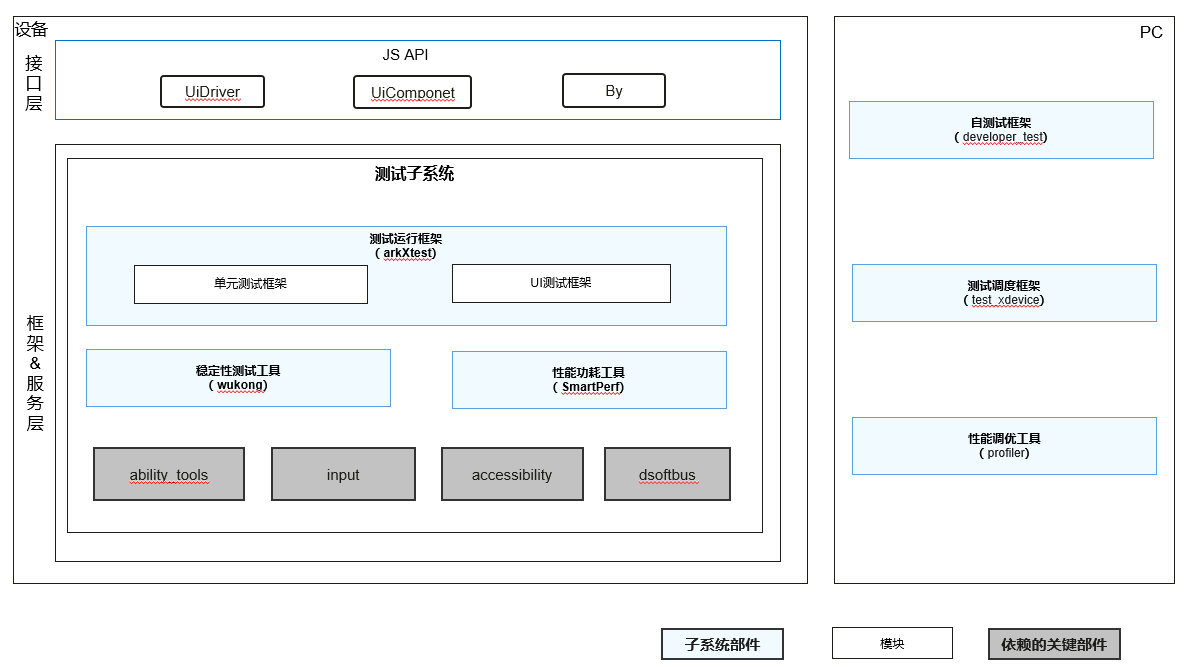 设备
PC
接口层
JS API
UiDriver
UiComponet
By
框架&服务层
测试子系统
测试运行框架
( arkXtest)
单元测试框架
UI测试框架
稳定性测试工具
( wukong)
性能功耗工具
( SmartPerf)
ability_tools
input
accessibility
dsoftbus
自测试框架
( developer_test)
测试调度框架
( test_xdevice)
性能调优工具
( profiler)
子系统部件
模块
依赖的关键部件